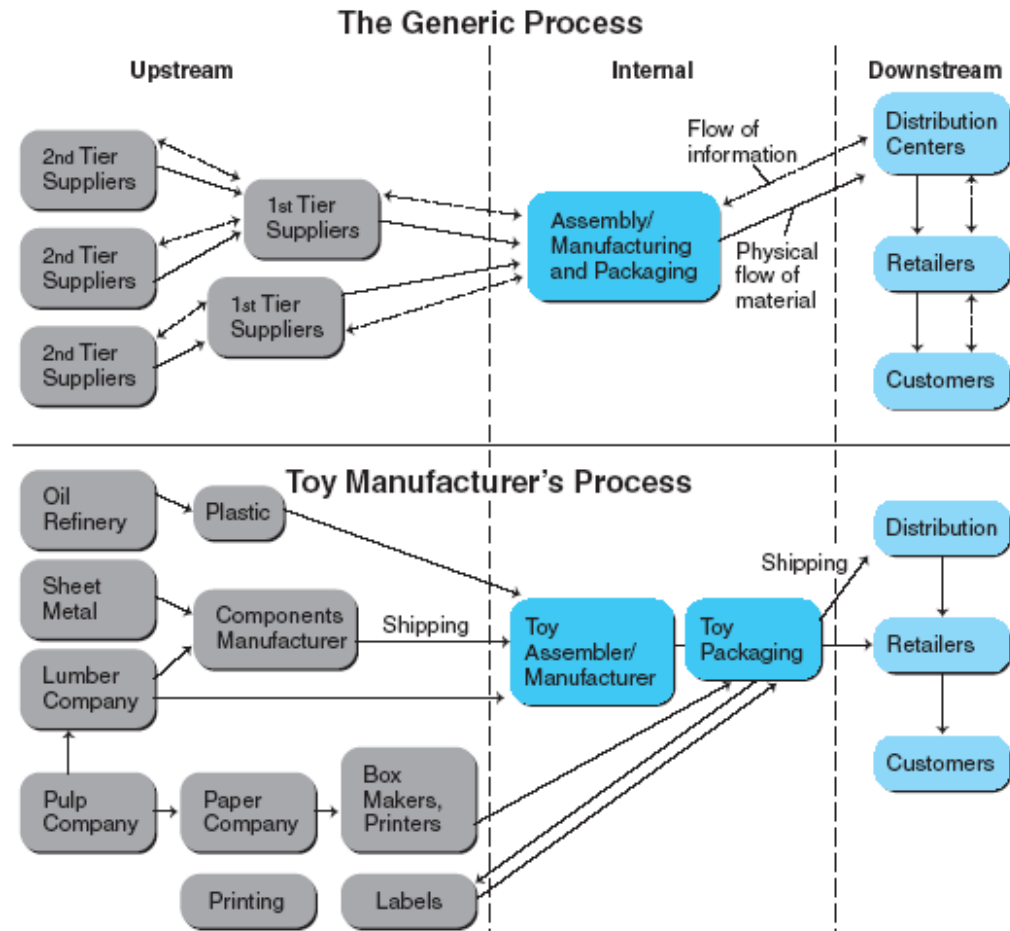 The Generic Process
Upstream
Internal
Downstream
2nd Tier
Suppliers
2nd Tier
Suppliers
2nd Tier
Suppliers
1st Tier
Suppliers
1st Tier
Suppliers
Assembly/
Manufacturing
and Packaging
Flow of
information
Physical
flow of
material
Distribution
Centers
Retailers
Customers
Toy Manufacturer's Process
Oil
Refinery
Plastic
Sheet
Metal
Components
Manufacturer
Lumber
Company
Shipping
Toy
Assembler/
Manufacturer
Toy
Packaging
Shipping
Distribution
Retailers
Customers
Pulp
Company
Paper
Company
Box
Makers,
Printers
Printing
Labels